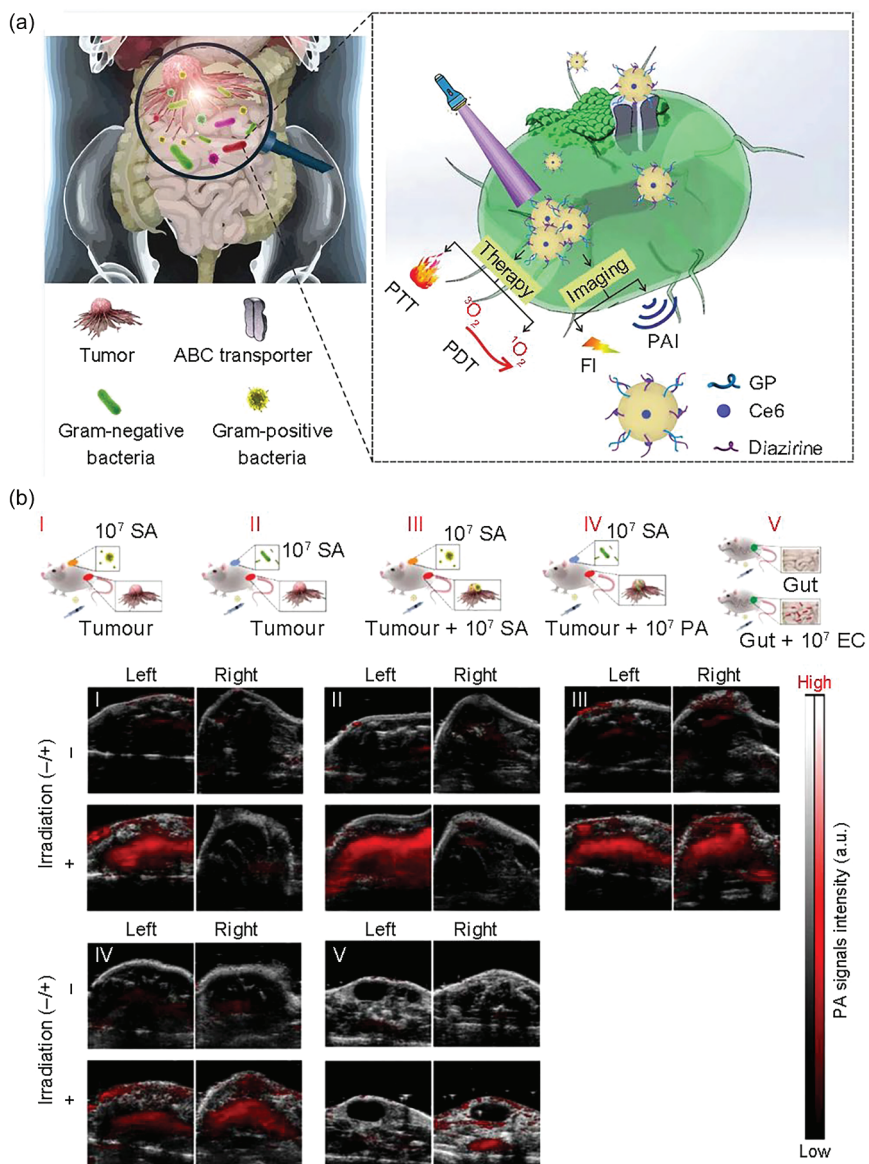 (a)
Therapy
Imaging
PTT
³O₂
¹O₂
PDT
FI
PAI
Tumor
ABC transporter
Gram-negative
bacteria
Gram-positive
bacteria
GP
Ce6
Diazirine
(b)
I
II
III
IV
V
10⁷ SA
10⁷ SA
10⁷ SA
10⁷ SA
Gut
Tumour
Tumour
Tumour + 10⁷ SA
Tumour + 10⁷ PA
Gut + 10⁷ EC
Left
Right
Left
Right
Left
Right
High
I
II
III
Irradiation (–/+)
–
+
Left
Right
Left
Right
IV
V
Irradiation (–/+)
–
+
PA signals intensity (a.u.)
Low